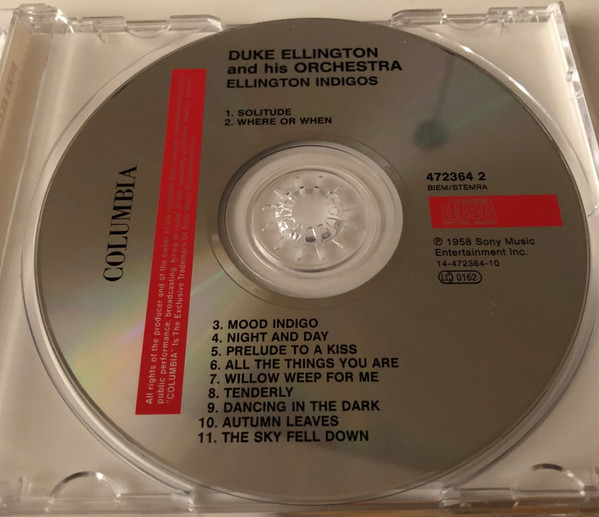 DUKE ELLINGTON
and his ORCHESTRA
ELLINGTON INDIGOS
1. SOLITUDE
2. WHERE OR WHEN
COLUMBIA
All rights of the producer and of the owner of the
public performance, broadcasting, hiring or
"COLUMBIA" Is The Exclusive Trademark Of Sony Music
472364 2
BIEM/STEMRA
℗ 1958 Sony Music
Entertainment Inc.
14-472364-10
LC 0162
3. MOOD INDIGO
4. NIGHT AND DAY
5. PRELUDE TO A KISS
6. ALL THE THINGS YOU ARE
7. WILLOW WEEP FOR ME
8. TENDERLY
9. DANCING IN THE DARK
10. AUTUMN LEAVES
11. THE SKY FELL DOWN